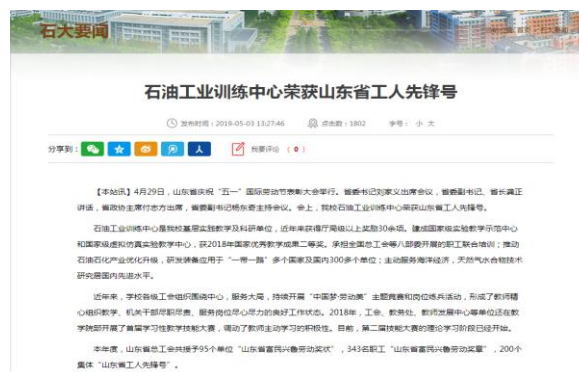 石大要闻
石油工业训练中心荣获山东省工人先锋号
发布时间：2019-05-03 13:27:46 点击数：1802 字号： 小 大
分享到： 我要评论 ( 0 )
【本站讯】4月29日，山东省庆祝“五一”国际劳动节表彰大会举行。省委书记刘家义出席会议，省委副书记、省长龚正
讲话，省政协主席付志方出席，省委副书记杨东奇主持会议。会上，我校石油工业训练中心荣获山东省工人先锋号。
石油工业训练中心是我校基层实践教学及科研单位，近年来获得厅局级以上奖励30余项。建成国家级实验教学示范中心
和国家级虚拟仿真实验教学中心，获2018年国家优秀教学成果二等奖。承担全国总工会等八部委开展的职工联合培训；推动
石油石化产业优化升级，研发装备应用于“一带一路”多个国家及国内300多个单位；主动服务海洋经济，天然气水合物技术
研究居国内先进水平。
近年来，学校各级工会组织围绕中心，服务大局，持续开展“中国梦·劳动美”主题竞赛和岗位练兵活动，形成了教师精
心组织教学、机关干部尽职尽责、服务岗位尽心尽力的良好工作状态。2018年，工会、教务处、教师发展中心等单位还在教
学院部开展了首届学习性教学技能大赛，调动了教师主动学习的积极性。目前，第二届技能大赛的理论学习阶段已经开始。
本年度，山东省总工会共授予95个单位“山东省富民兴鲁劳动奖状”，343名职工“山东省富民兴鲁劳动奖章”，200个
集体“山东省工人先锋号”。